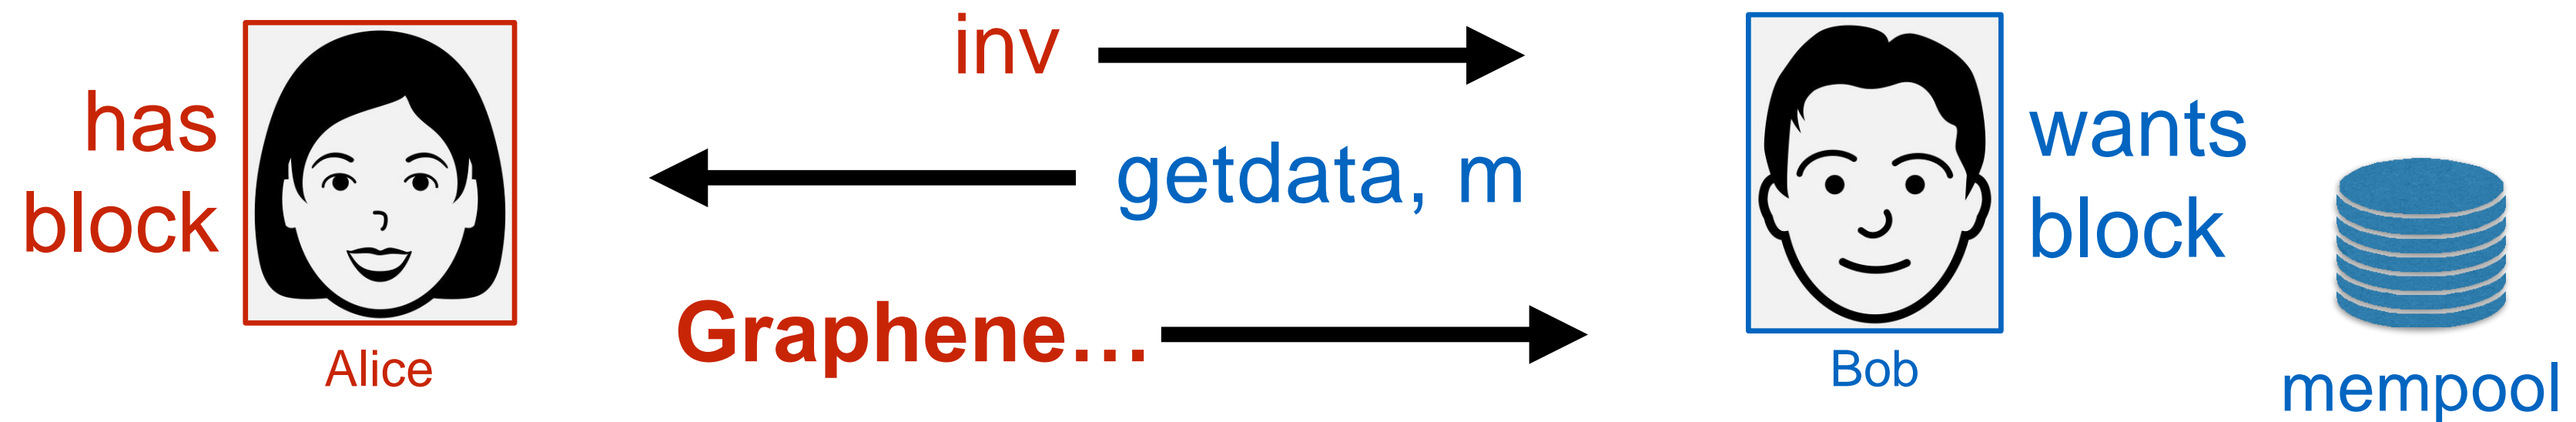 has
block
Alice
inv
getdata, m
Graphene...
Bob
wants
block
mempool